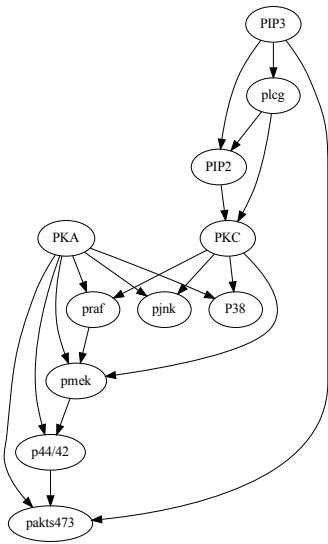 PIP3
plcg
PIP2
PKA
PKC
praf
pjnk
P38
pmek
p44/42
pakts473